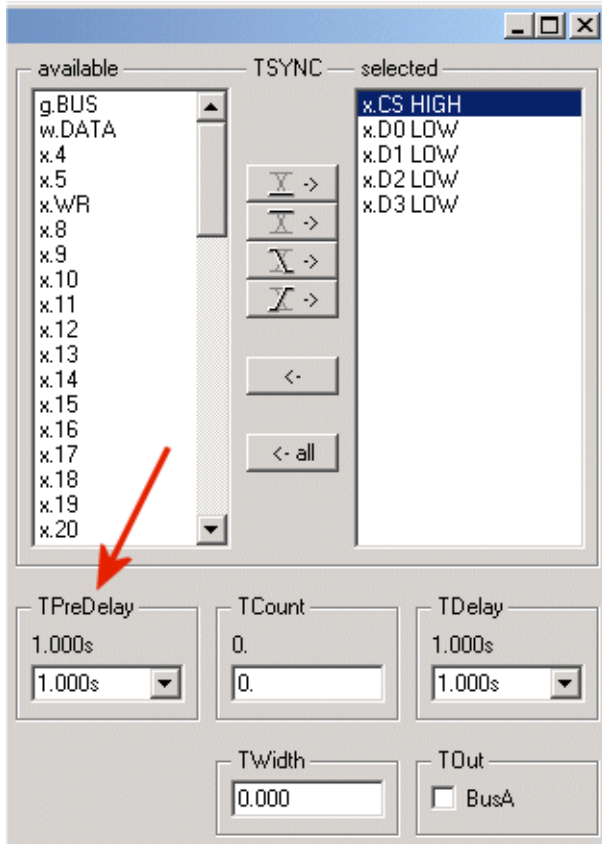 available
TSYNC
selected
g.BUS
w.DATA
x.4
x.5
x.WR
x.8
x.9
x.10
x.11
x.12
x.13
x.14
x.15
x.16
x.17
x.18
x.19
x.20
->
->
->
->
<-
<- all
x.CS HIGH
x.D0 LOW
x.D1 LOW
x.D2 LOW
x.D3 LOW
TPreDelay
1.000s
1.000s
TCount
0.
0.
TDelay
1.000s
1.000s
TWidth
0.000
TOut
BusA